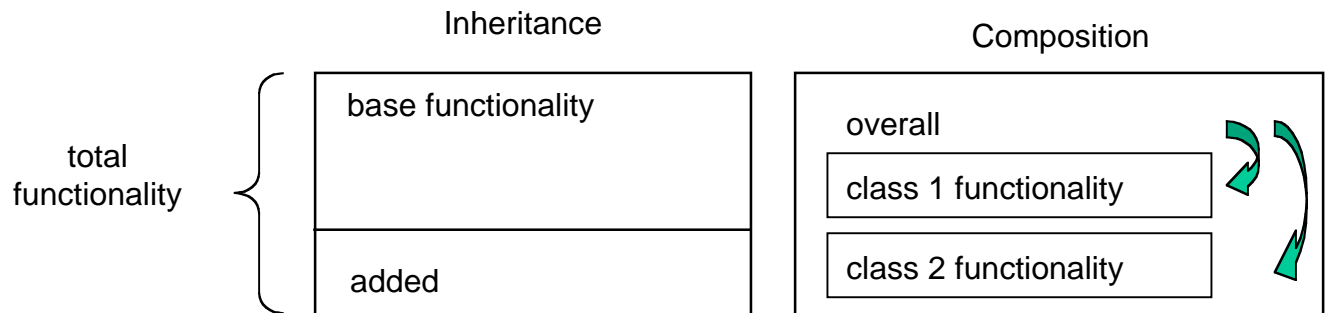 Inheritance
Composition
total
functionality
base functionality
added
overall
class 1 functionality
class 2 functionality